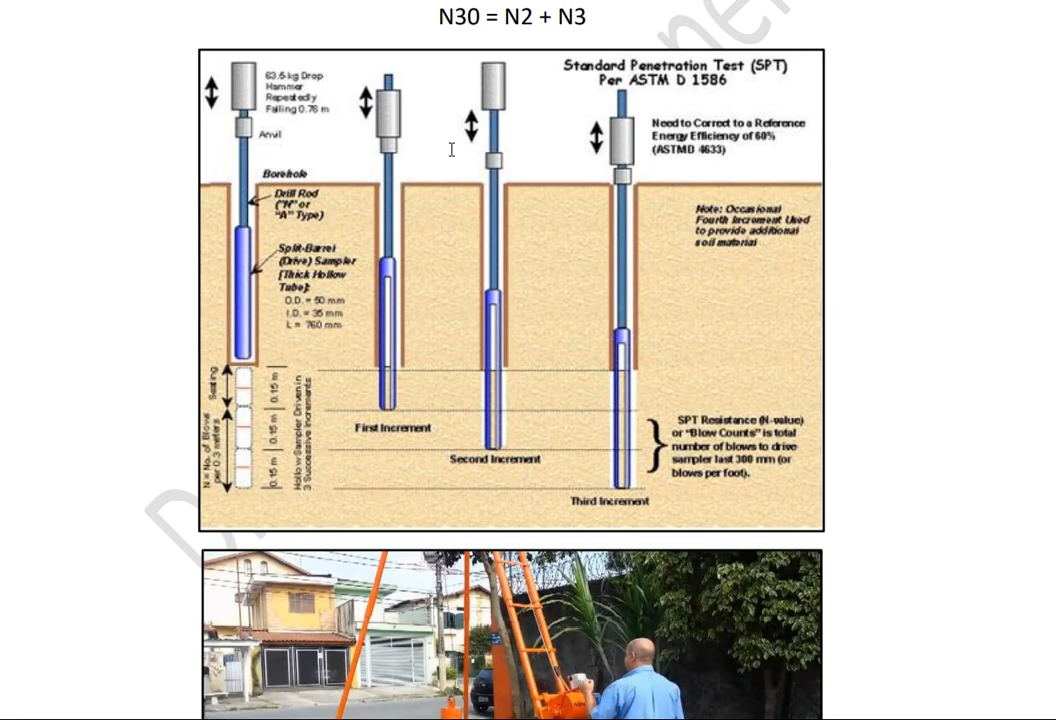 N30 = N2 + N3
Standard Penetration Test (SPT)
Per ASTM D 1586
63.5-kg Drop
Hammer
Repeatedly
Falling 0.76 m
Anvil
Need to Correct to a Reference
Energy Efficiency of 60%
(ASTMD 4633)
Borehole
Drill Rod
("N" or
"A" Type)
Note: Occasional
Fourth Increment Used
to provide additional
soil material
Split-Barrel
(Drive) Sampler
[Thick Hollow
Tube]:
O.D. = 50 mm
I.D. = 35 mm
L = 760 mm
Seating
0.15 m
0.15 m
0.15 m
N = No. of Blows
per 0.3 meters
Hollow Sampler Driven in
3 Successive Increments
First Increment
Second Increment
Third Increment
SPT Resistance (N-value)
or "Blow Counts" is total
number of blows to drive
sampler last 300 mm (or
blows per foot).